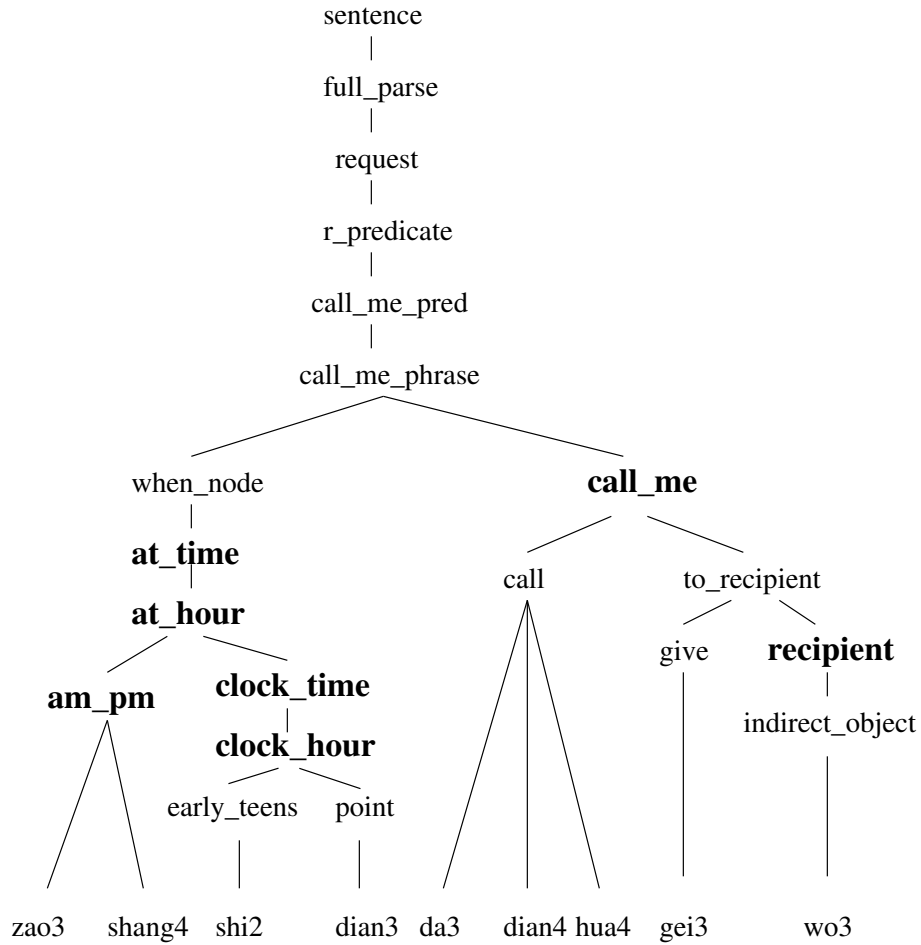 sentence
full_parse
request
r_predicate
call_me_pred
call_me_phrase
when_node call_me
at_time
call to_recipient
at_hour
give recipient
clock_time
am_pm
indirect_object
clock_hour
early_teens point
zao3 shang4 shi2 dian3 da3 dian4 hua4 gei3 wo3